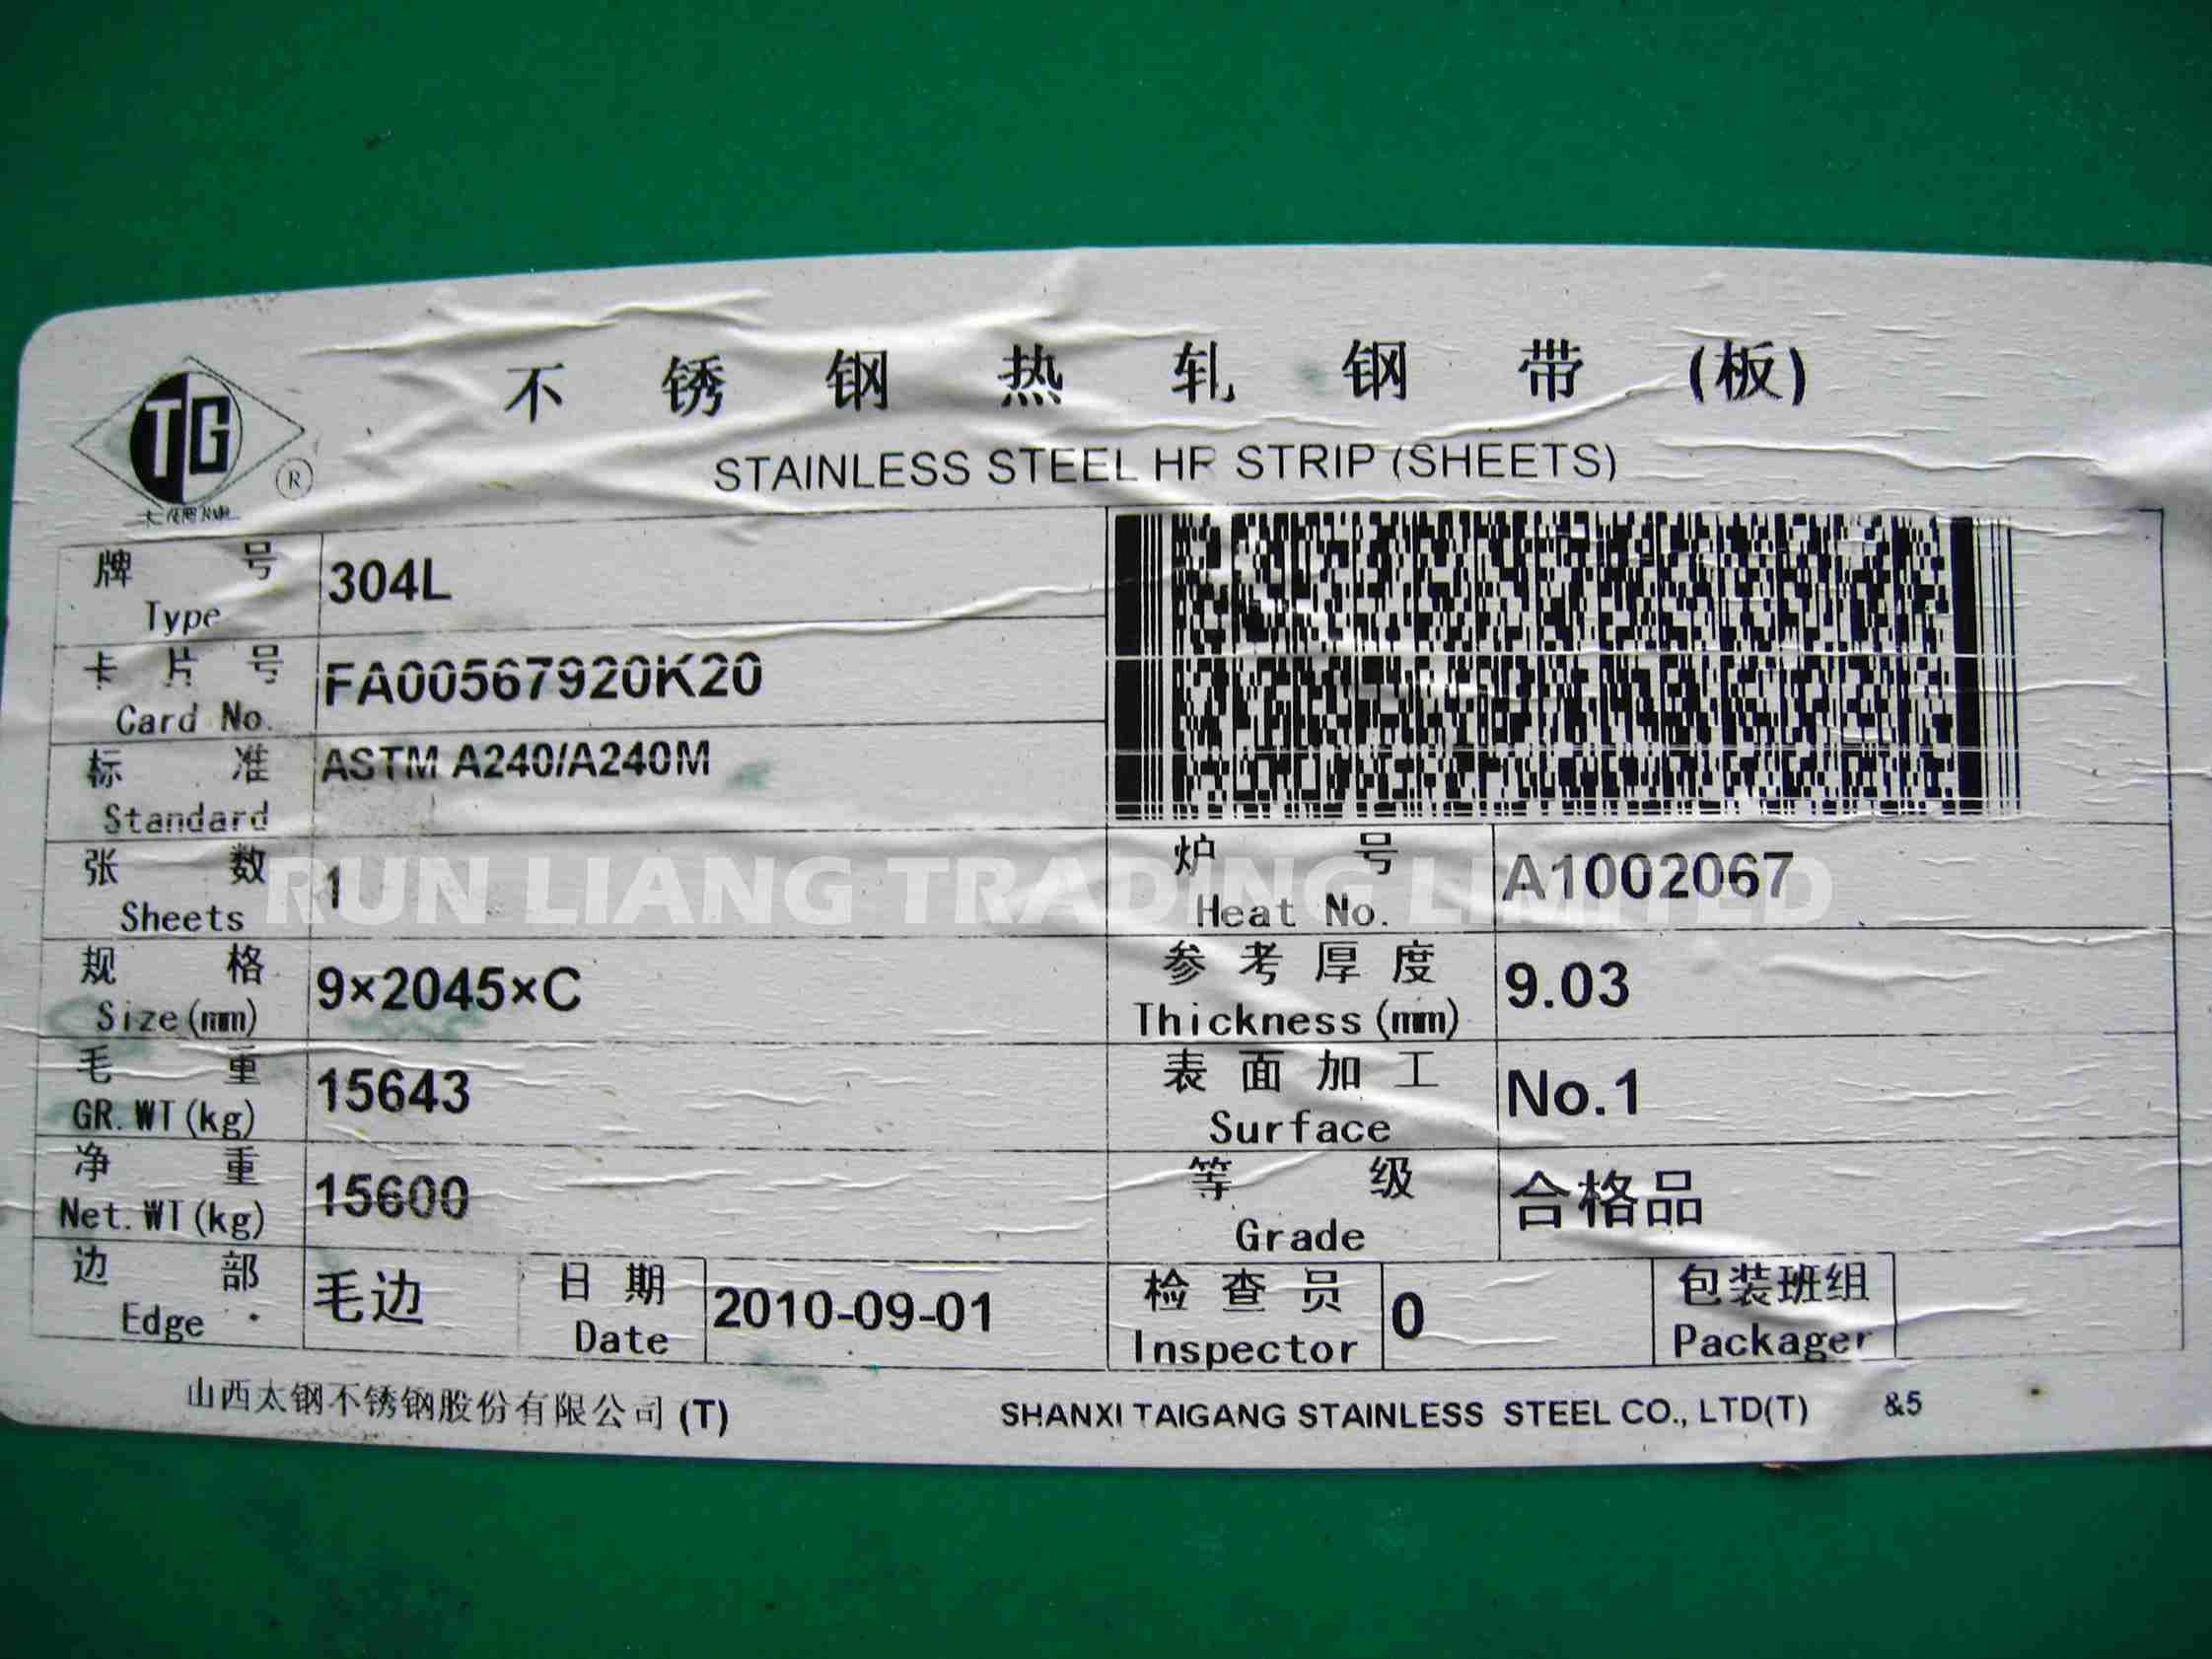 不锈钢热轧钢带(板)
TG
®
STAINLESS STEEL HR STRIP (SHEETS)
牌号 304L
Type
卡片号 FA00567920K20
Card No.
标准 ASTM A240/A240M
Standard
张数 1 炉号 A1002067
Sheets Heat No.
RUN LIANG TRADING LIMITED
规格 9×2045×C 参考厚度 9.03
Size(mm) Thickness(mm)
毛重 15643 表面加工 No.1
GR.WT(kg) Surface
净重 15600 等级 合格品
Net.WT(kg) Grade
边部 毛边 日期 2010-09-01 检查员 0 包装班组
Edge Date Inspector Packager
山西太钢不锈钢股份有限公司(T) SHANXI TAIGANG STAINLESS STEEL CO., LTD(T) &5